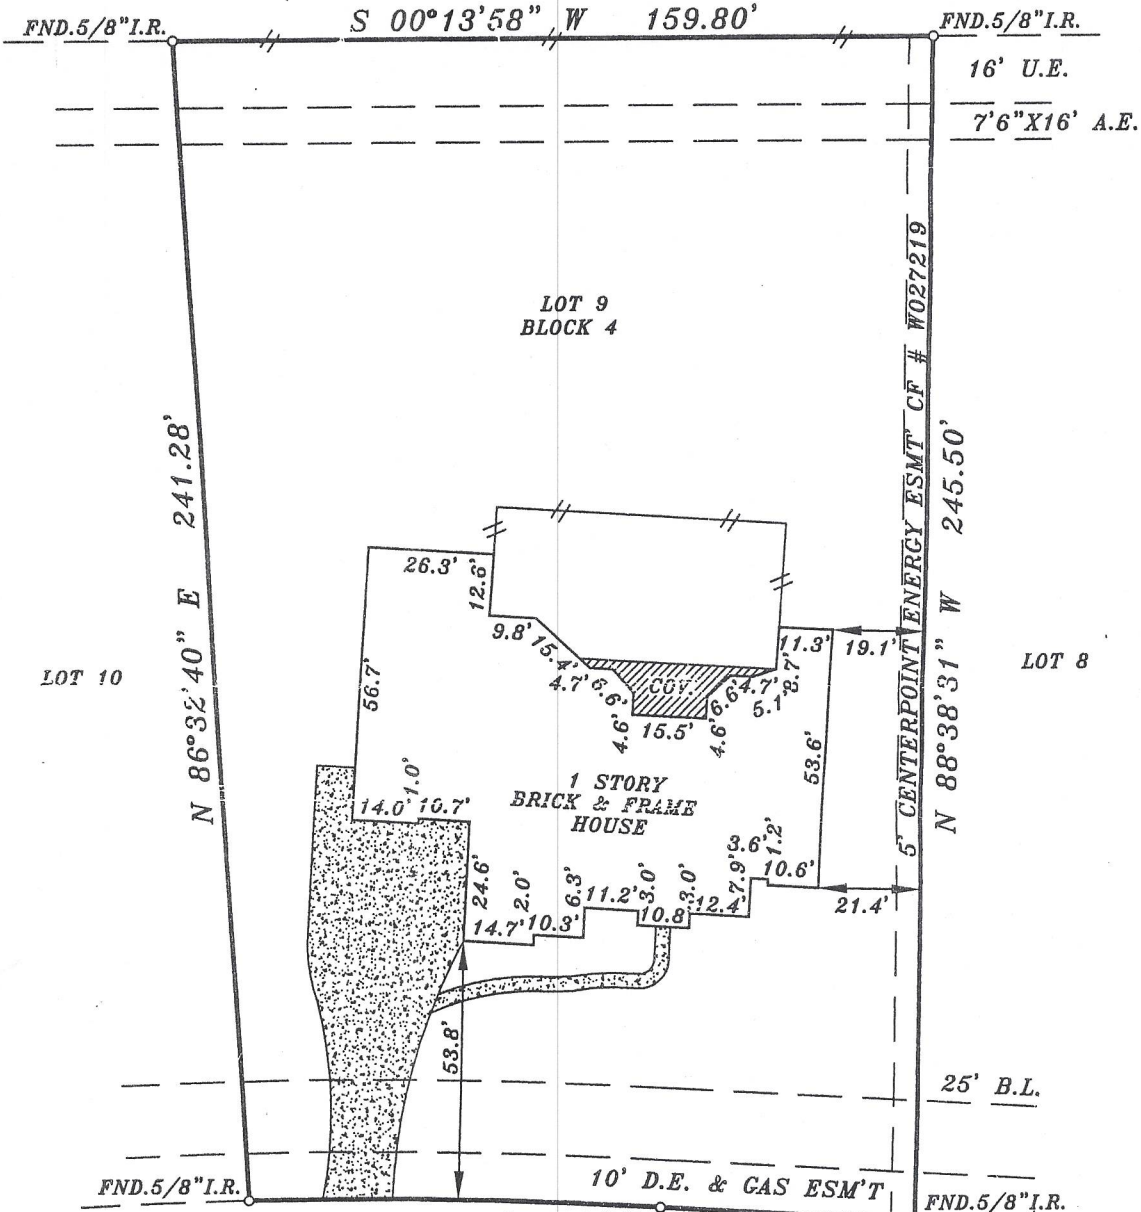 S 00°13'58" W 159.80'
FND.5/8"I.R.
FND.5/8"I.R.
16' U.E.
7'6"X16' A.E.
LOT 9
BLOCK 4
N 86°32'40" E 241.28'
5' CENTERPOINT ENERGY ESMT CF # W027219
N 88°38'31" W 245.50'
LOT 10
LOT 8
26.3'
12.6'
9.8'
15.4'
4.7'
6.6'
4.6'
COV.
15.5'
4.6'
6.6'
4.7'
5.1'
8.7'
11.3'
19.1'
56.7'
53.6'
1 STORY
BRICK & FRAME
HOUSE
14.0'
1.0'
10.7'
24.6'
14.7'
2.0'
10.3'
6.3'
11.2'
3.0'
10.8
3.0'
12.4'
7.9'
3.6'
1.2'
10.6'
21.4'
53.8'
25' B.L.
10' D.E. & GAS ESM'T
FND.5/8"I.R.
FND.5/8"I.R.